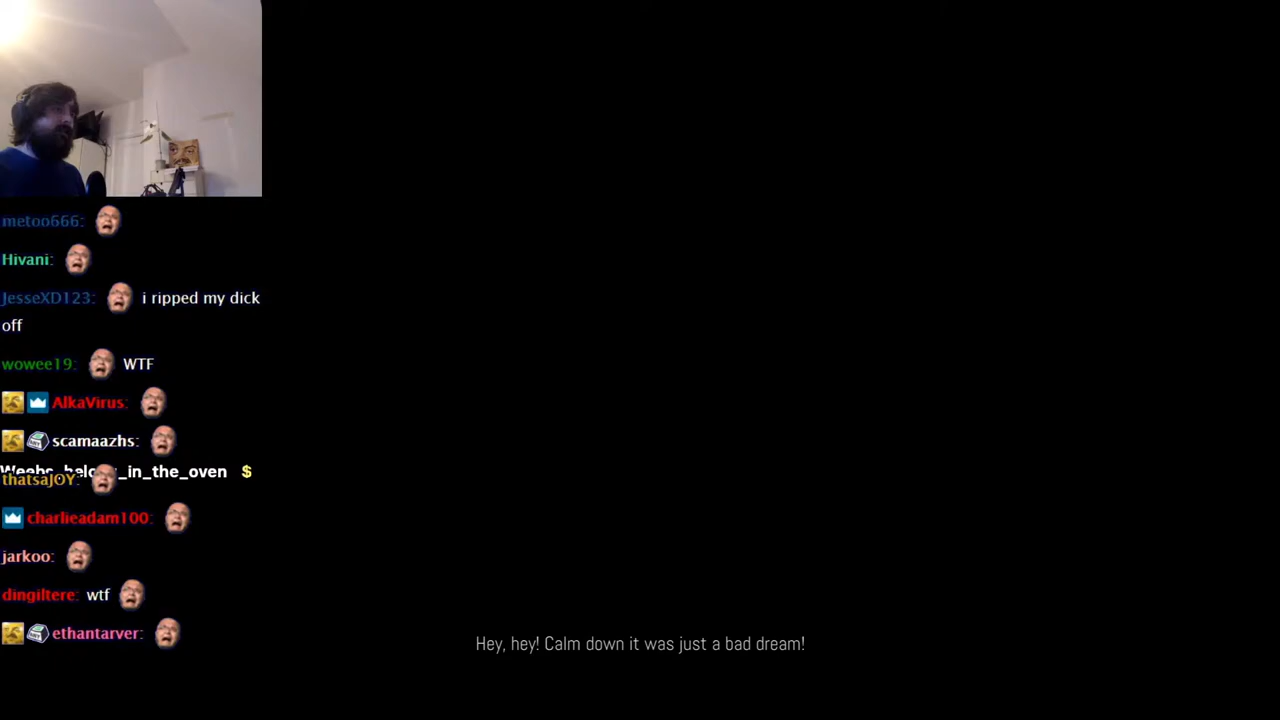 metoo666:
Hivani:
JesseXD123: i ripped my dick
off
wowee19: WTF
AlkaVirus:
scamaazhs:
Weebs_below_in_the_oven $
thatsaJOY:
charlieadam100:
jarkoo:
dingiltere: wtf
ethantarver:
Hey, hey! Calm down it was just a bad dream!